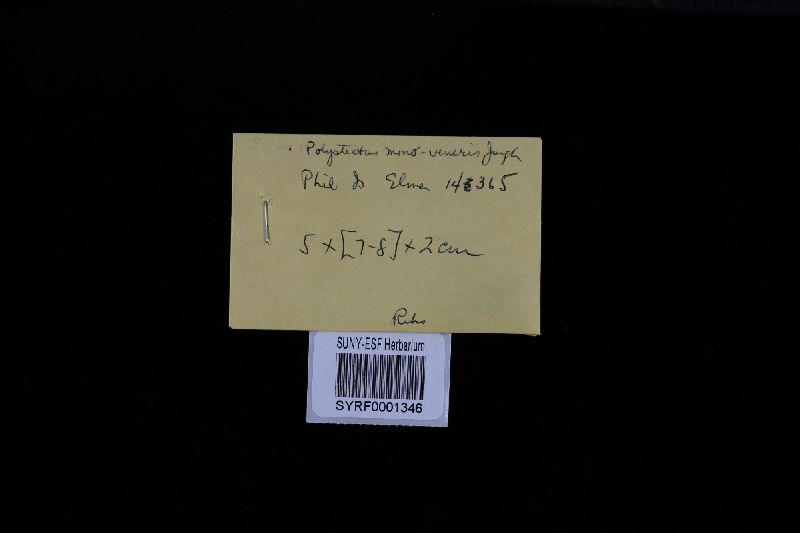 Polystictus mons-veneris Jungh
Phil Is Elmer 14365
5 × [7-8] × 2 cm
SUNY-ESF Herbarium
SYRF0001346